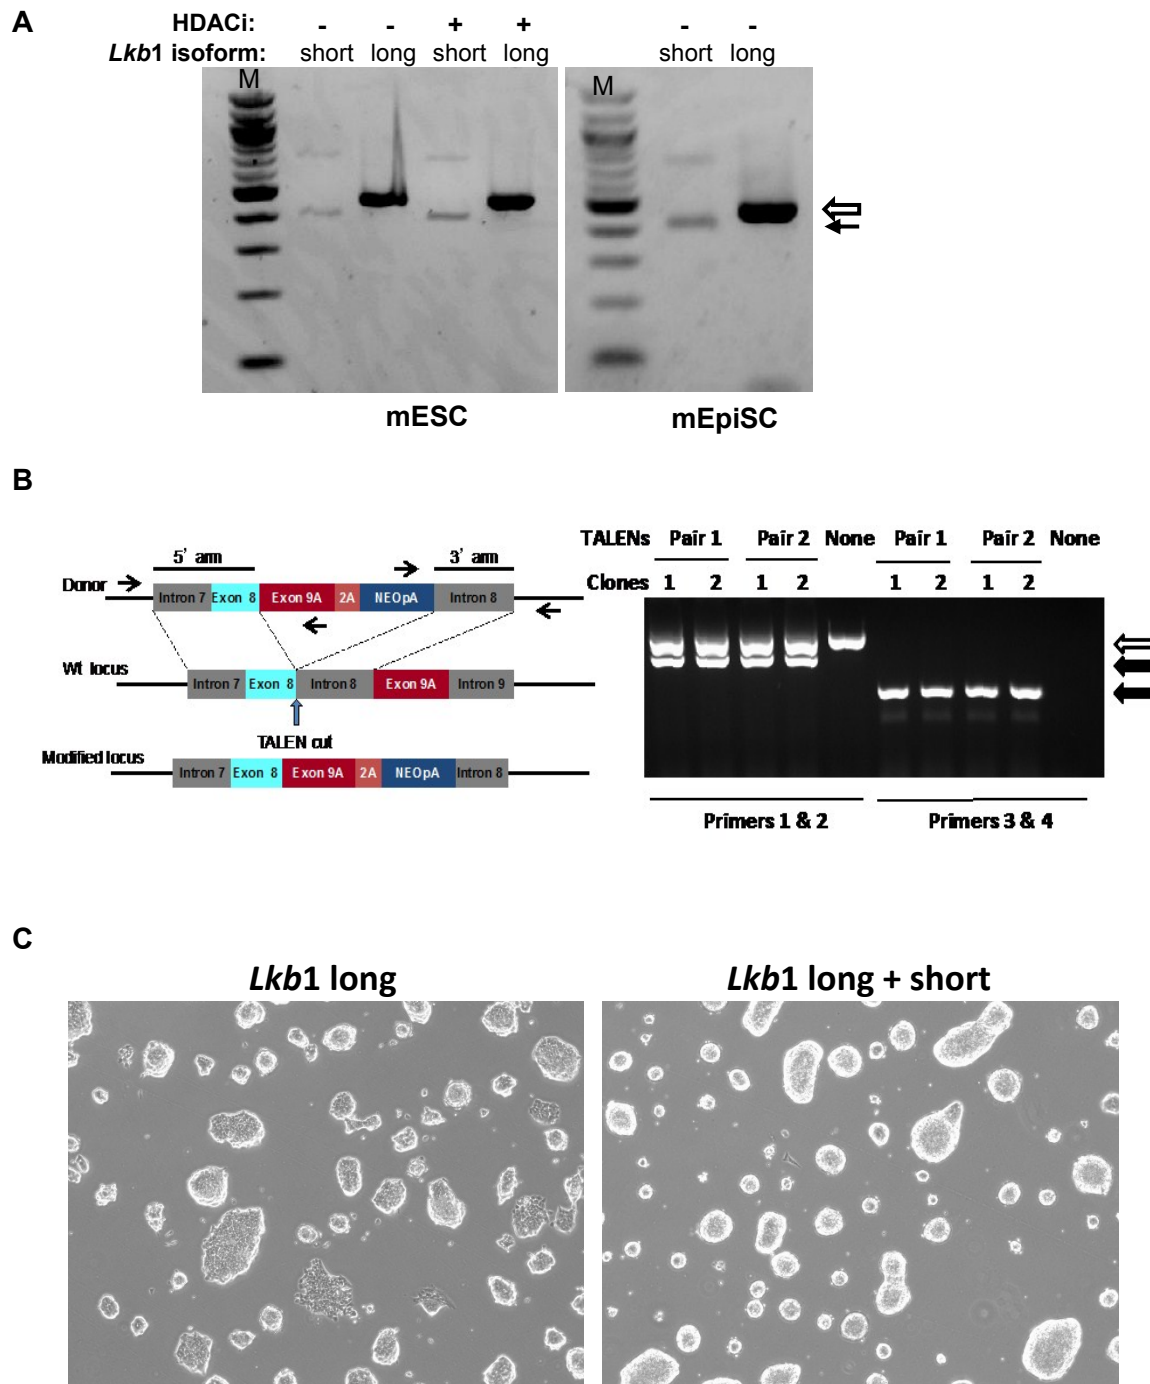 A
HDACi: - - + + - -
Lkb1 isoform: short long short long short long
M M
mESC mEpiSC
B
5' arm 3' arm
Donor
Intron 7 Exon 8 Exon 9A 2A NEOpA Intron 8
Wt locus
Intron 7 Exon 8 Intron 8 Exon 9A Intron 9
TALEN cut
Modified locus
Intron 7 Exon 8 Exon 9A 2A NEOpA Intron 8
TALENs Pair 1 Pair 2 None Pair 1 Pair 2 None
Clones 1 2 1 2 1 2 1 2
Primers 1 & 2 Primers 3 & 4
C
Lkb1 long Lkb1 long + short